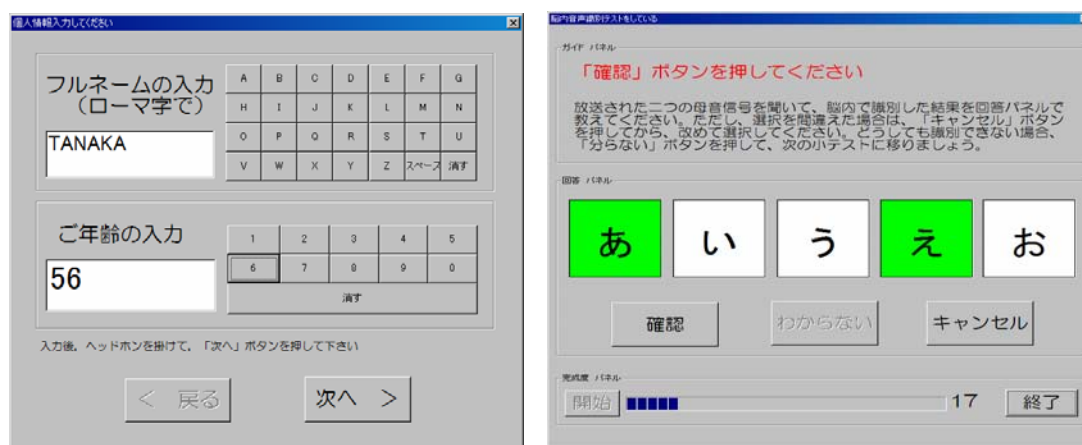 個人情報入力してください
フルネームの入力
(ローマ字で)
TANAKA
A B C D E F G
H I J K L M N
O P Q R S T U
V W X Y Z スペース 消す
ご年齢の入力
56
1 2 3 4 5
6 7 8 9 0
消す
入力後,ヘッドホンを掛けて,「次へ」ボタンを押して下さい
< 戻る
次へ >
脳内音声識別テストをしている
ガイド パネル
「確認」ボタンを押してください
放送された二つの母音信号を聞いて、脳内で識別した結果を回答パネルで
教えてください。ただし、選択を間違えた場合は、「キャンセル」ボタン
を押してから、改めて選択してください。どうしても識別できない場合、
「分らない」ボタンを押して、次の小テストに移りましょう。
回答 パネル
あ い う え お
確認 わからない キャンセル
完成度 パネル
開始 17 終了